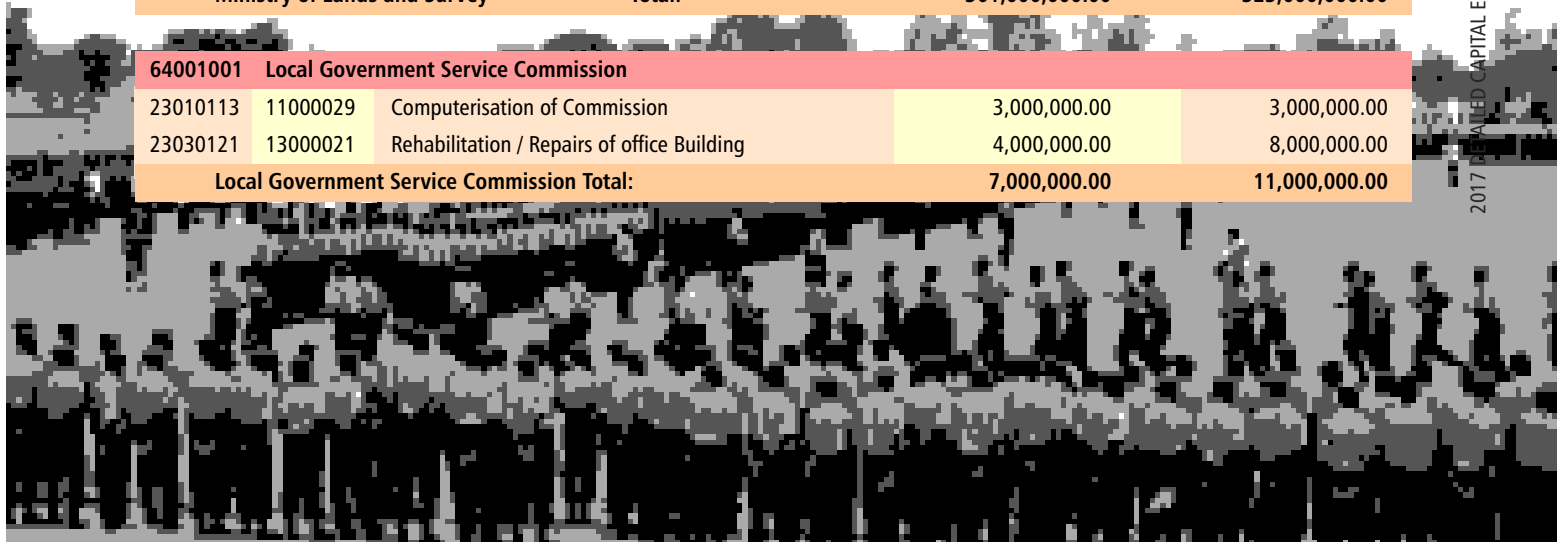 64001001 Local Government Service Commission
23010113 11000029 Computerisation of Commission 3,000,000.00 3,000,000.00
23030121 13000021 Rehabilitation / Repairs of office Building 4,000,000.00 8,000,000.00
Local Government Service Commission Total: 7,000,000.00 11,000,000.00
2017 DETAILED CAPITAL E